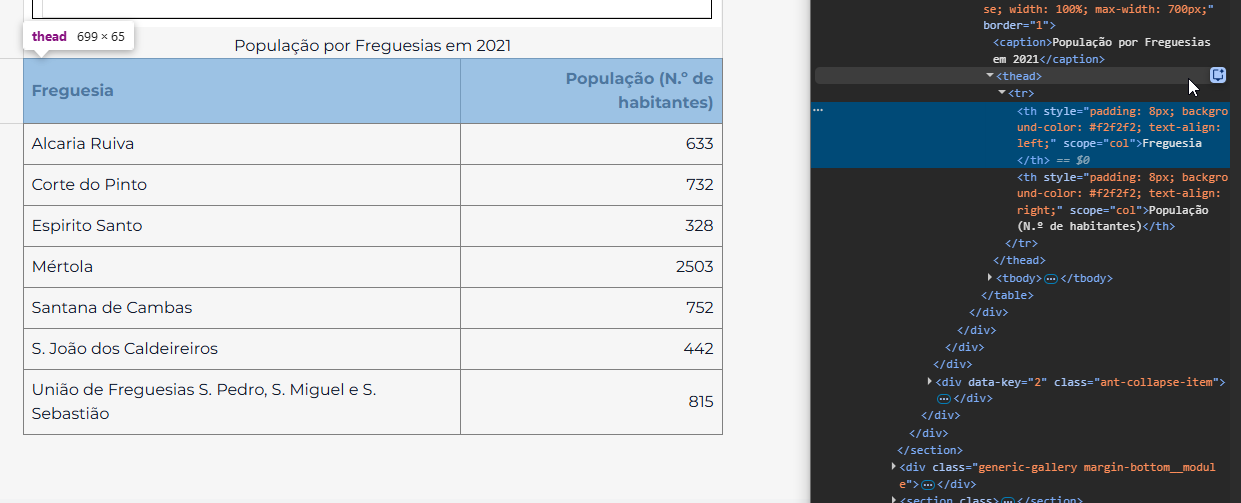 thead 699 × 65
População por Freguesias em 2021
Freguesia
População (N.º de
habitantes)
Alcaria Ruiva 633
Corte do Pinto 732
Espirito Santo 328
Mértola 2503
Santana de Cambas 752
S. João dos Caldeireiros 442
União de Freguesias S. Pedro, S. Miguel e S.
Sebastião
815
se; width: 100%; max-width: 700px;"
border="1">
<caption>População por Freguesias
em 2021</caption>
<thead>
<tr>
<th style="padding: 8px; backgro
und-color: #f2f2f2; text-align:
left;" scope="col">Freguesia
</th> == $0
<th style="padding: 8px; backgro
und-color: #f2f2f2; text-align:
right;" scope="col">População
(N.º de habitantes)</th>
</tr>
</thead>
<tbody>…</tbody>
</table>
</div>
</div>
</div>
</div>
<div data-key="2" class="ant-collapse-item">
…</div>
</div>
</div>
</section>
<div class="generic-gallery margin-bottom__modul
e">…</div>
<section class>…</section>